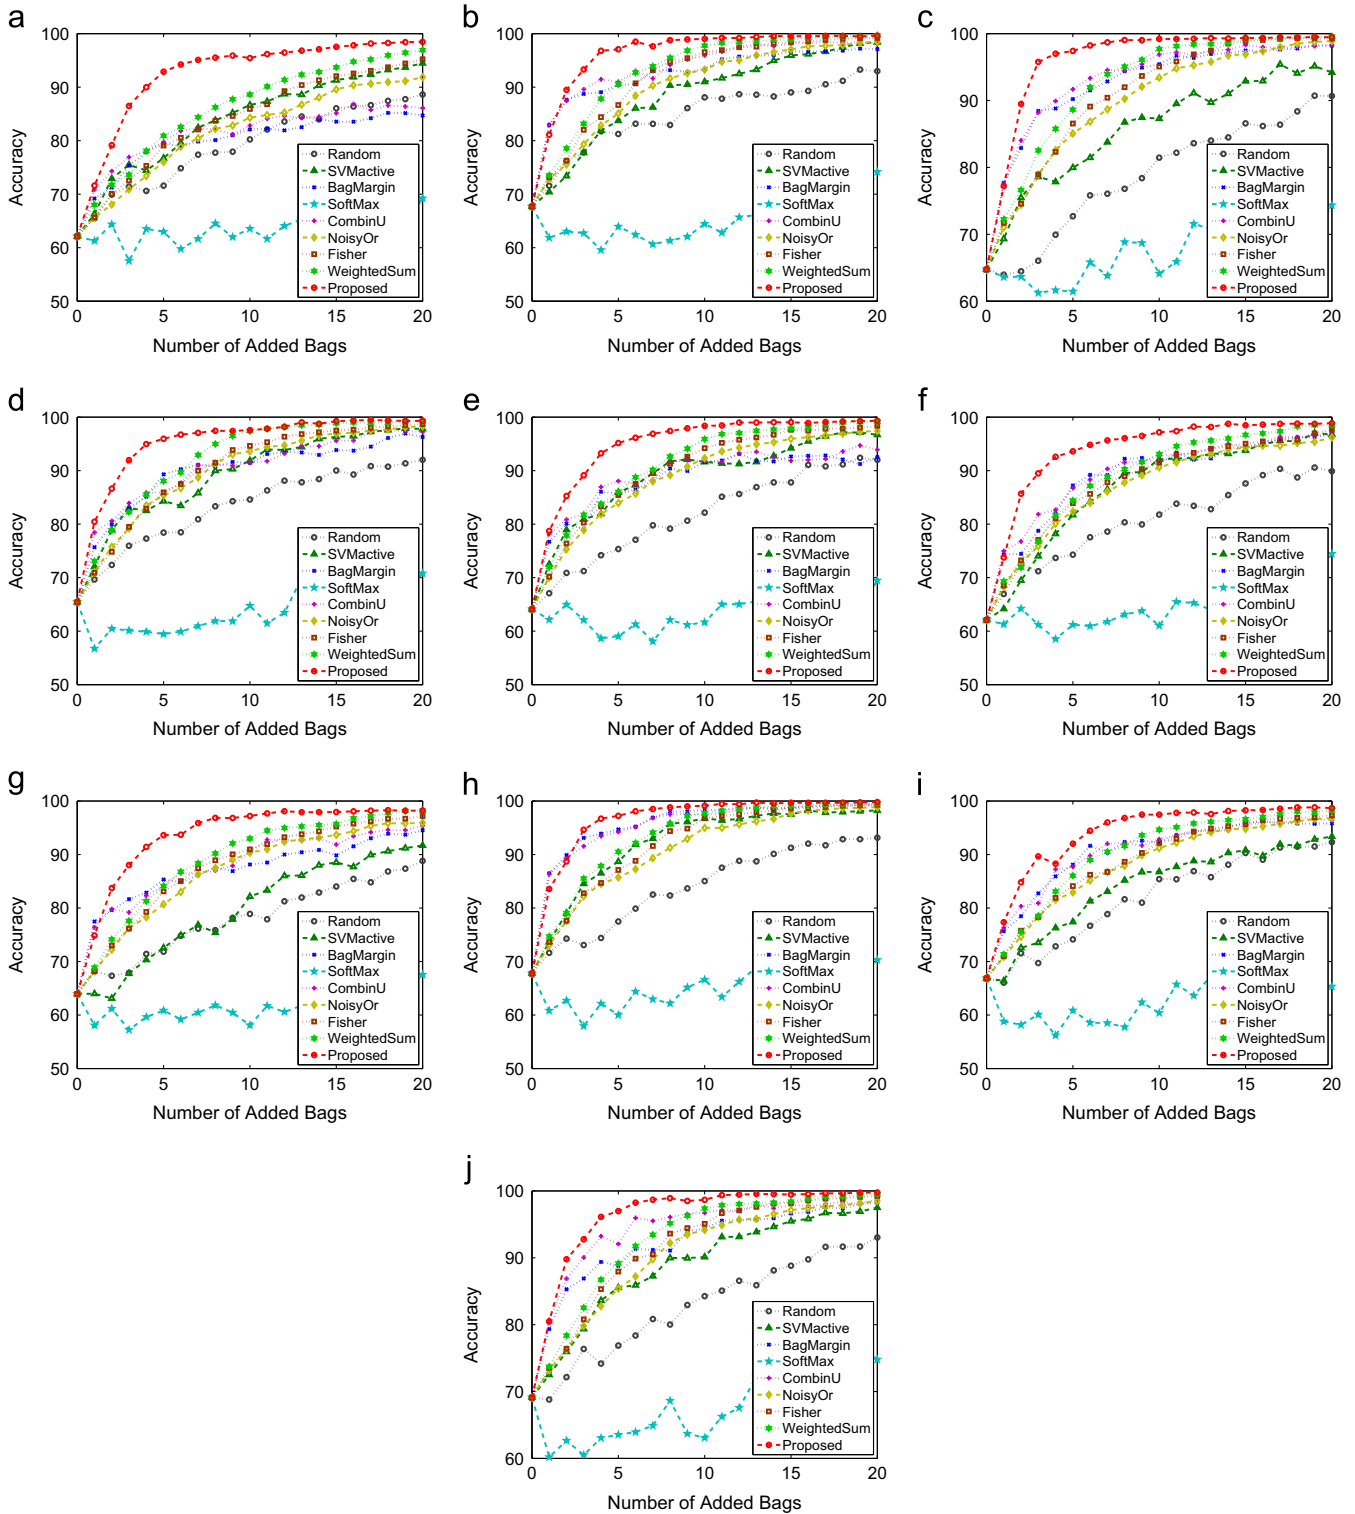 a
100
90
80
70
60
50
Accuracy
0 5 10 15 20
Number of Added Bags
Random
SVMactive
BagMargin
SoftMax
CombinU
NoisyOr
Fisher
WeightedSum
Proposed
b
100
90
80
70
60
50
Accuracy
0 5 10 15 20
Number of Added Bags
Random
SVMactive
BagMargin
SoftMax
CombinU
NoisyOr
Fisher
WeightedSum
Proposed
c
100
90
80
70
60
Accuracy
0 5 10 15 20
Number of Added Bags
Random
SVMactive
BagMargin
SoftMax
CombinU
NoisyOr
Fisher
WeightedSum
Proposed
d
100
90
80
70
60
50
Accuracy
0 5 10 15 20
Number of Added Bags
Random
SVMactive
BagMargin
SoftMax
CombinU
NoisyOr
Fisher
WeightedSum
Proposed
e
100
90
80
70
60
50
Accuracy
0 5 10 15 20
Number of Added Bags
Random
SVMactive
BagMargin
SoftMax
CombinU
NoisyOr
Fisher
WeightedSum
Proposed
f
100
90
80
70
60
50
Accuracy
0 5 10 15 20
Number of Added Bags
Random
SVMactive
BagMargin
SoftMax
CombinU
NoisyOr
Fisher
WeightedSum
Proposed
g
100
90
80
70
60
50
Accuracy
0 5 10 15 20
Number of Added Bags
Random
SVMactive
BagMargin
SoftMax
CombinU
NoisyOr
Fisher
WeightedSum
Proposed
h
100
90
80
70
60
50
Accuracy
0 5 10 15 20
Number of Added Bags
Random
SVMactive
BagMargin
SoftMax
CombinU
NoisyOr
Fisher
WeightedSum
Proposed
i
100
90
80
70
60
50
Accuracy
0 5 10 15 20
Number of Added Bags
Random
SVMactive
BagMargin
SoftMax
CombinU
NoisyOr
Fisher
WeightedSum
Proposed
j
100
90
80
70
60
Accuracy
0 5 10 15 20
Number of Added Bags
Random
SVMactive
BagMargin
SoftMax
CombinU
NoisyOr
Fisher
WeightedSum
Proposed